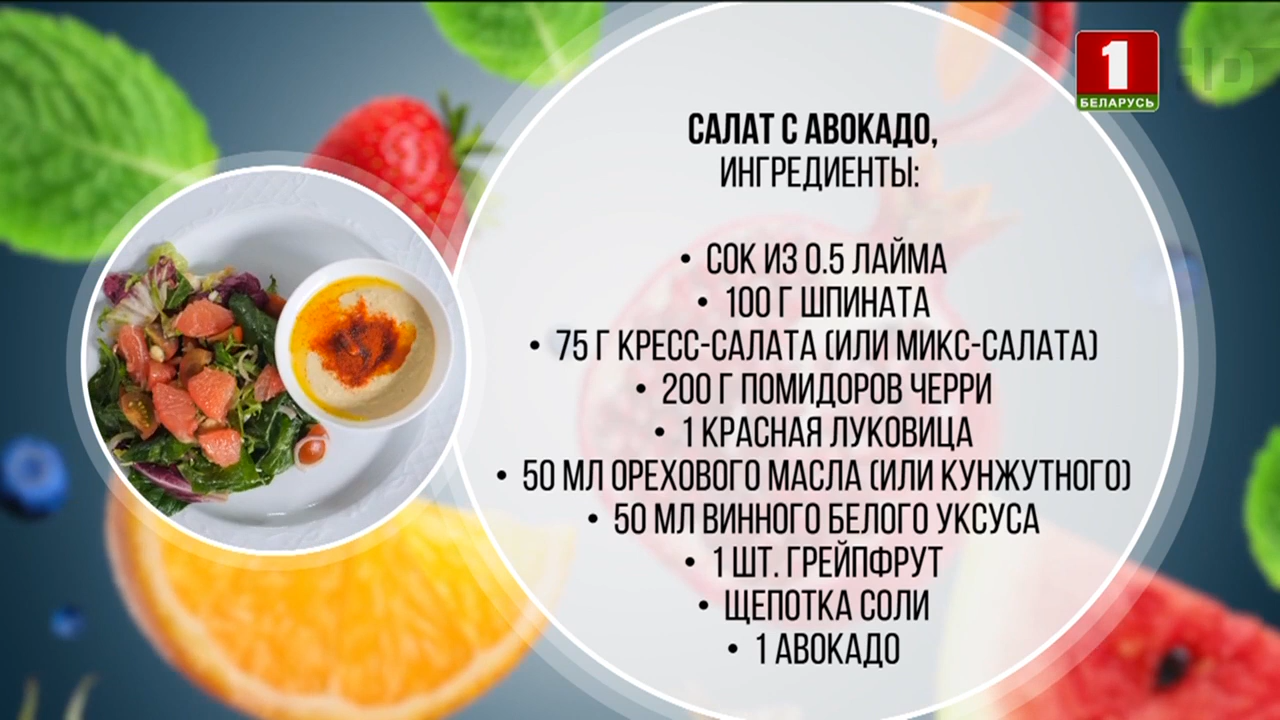 1
БЕЛАРУСЬ
HD
САЛАТ С АВОКАДО,
ИНГРЕДИЕНТЫ:
• СОК ИЗ 0.5 ЛАЙМА
• 100 Г ШПИНАТА
• 75 Г КРЕСС-САЛАТА (ИЛИ МИКС-САЛАТА)
• 200 Г ПОМИДОРОВ ЧЕРРИ
• 1 КРАСНАЯ ЛУКОВИЦА
• 50 МЛ ОРЕХОВОГО МАСЛА (ИЛИ КУНЖУТНОГО)
• 50 МЛ ВИННОГО БЕЛОГО УКСУСА
• 1 ШТ. ГРЕЙПФРУТ
• ЩЕПОТКА СОЛИ
• 1 АВОКАДО